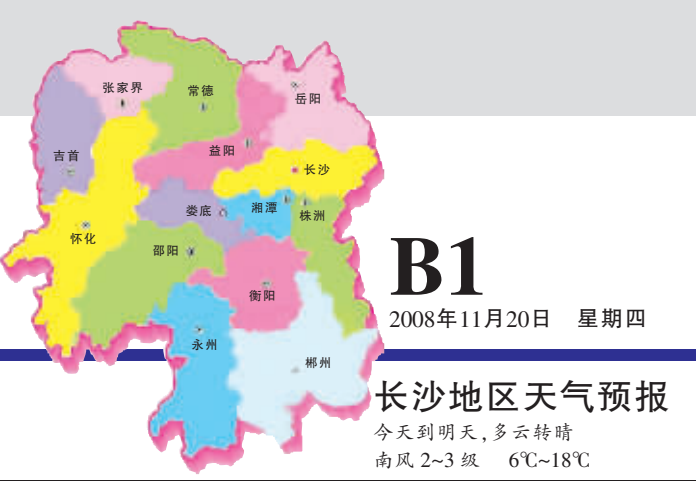 张家界
常德
岳阳
吉首
益阳
长沙
娄底
湘潭
株洲
怀化
邵阳
衡阳
永州
郴州
B1
2008年11月20日 星期四
长沙地区天气预报
今天到明天,多云转晴
南风2~3级 6℃~18℃